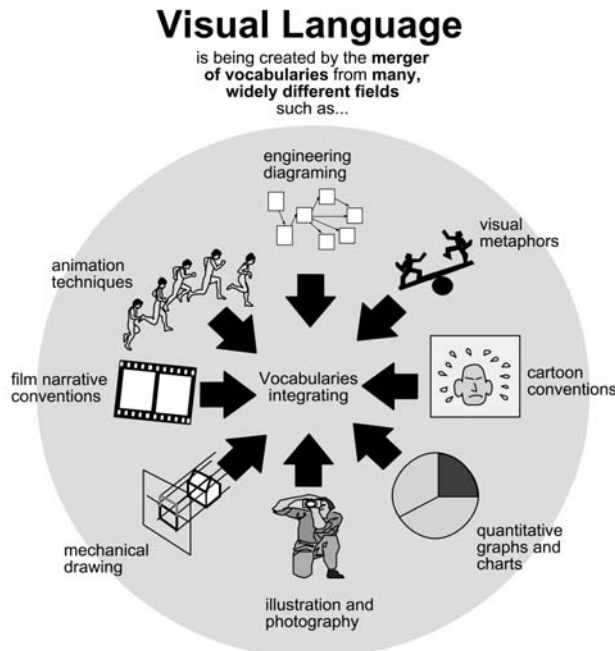 Visual Language
is being created by the merger
of vocabularies from many,
widely different fields
such as...
engineering
diagraming
visual
metaphors
animation
techniques
film narrative
conventions
Vocabularies
integrating
cartoon
conventions
mechanical
drawing
quantitative
graphs and
charts
illustration and
photography